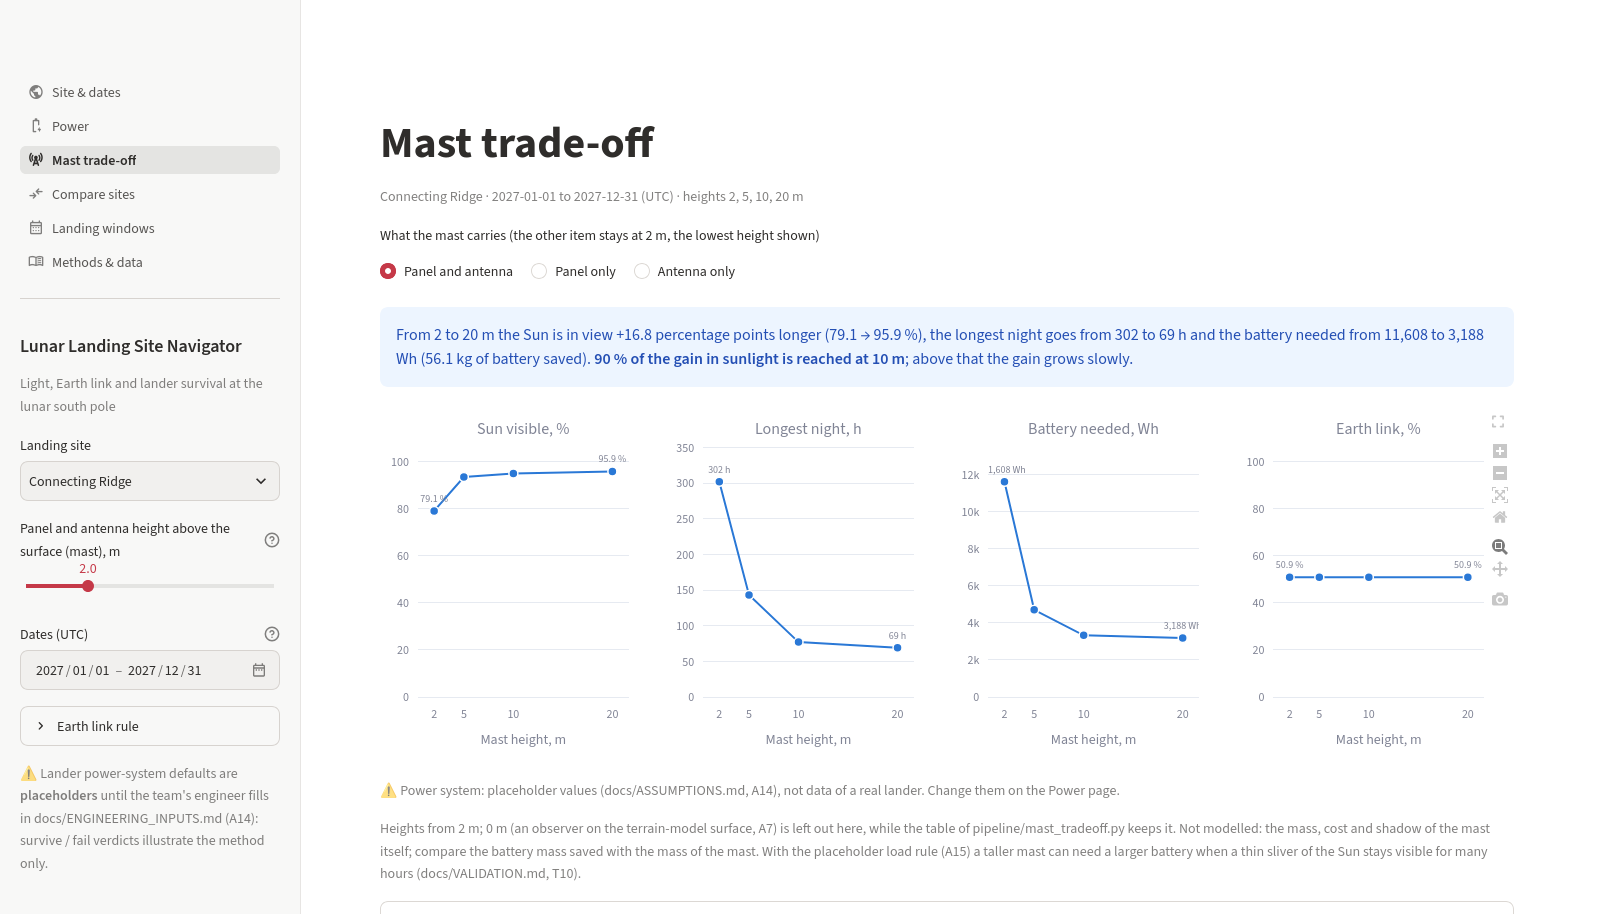 Site & dates
Power
Mast trade-off
Compare sites
Landing windows
Methods & data
Lunar Landing Site Navigator
Light, Earth link and lander survival at the
lunar south pole
Landing site
Connecting Ridge
Panel and antenna height above the
surface (mast), m
2.0
Dates (UTC)
2027/01/01 – 2027/12/31
Earth link rule
⚠️ Lander power-system defaults are
placeholders until the team's engineer fills
in docs/ENGINEERING_INPUTS.md (A14):
survive / fail verdicts illustrate the method
only.
Mast trade-off
Connecting Ridge · 2027-01-01 to 2027-12-31 (UTC) · heights 2, 5, 10, 20 m
What the mast carries (the other item stays at 2 m, the lowest height shown)
Panel and antenna Panel only Antenna only
From 2 to 20 m the Sun is in view +16.8 percentage points longer (79.1 → 95.9 %), the longest night goes from 302 to 69 h and the battery needed from 11,608 to 3,188
Wh (56.1 kg of battery saved). 90 % of the gain in sunlight is reached at 10 m; above that the gain grows slowly.
Sun visible, %
100
80
60
40
20
0
79.1 %
95.9 %
2 5 10 20
Mast height, m
Longest night, h
350
300
250
200
150
100
50
0
302 h
69 h
2 5 10 20
Mast height, m
Battery needed, Wh
12k
10k
8k
6k
4k
2k
0
1,608 Wh
3,188 Wh
2 5 10 20
Mast height, m
Earth link, %
100
80
60
40
20
0
50.9 %
50.9 %
2 5 10 20
Mast height, m
⚠️ Power system: placeholder values (docs/ASSUMPTIONS.md, A14), not data of a real lander. Change them on the Power page.
Heights from 2 m; 0 m (an observer on the terrain-model surface, A7) is left out here, while the table of pipeline/mast_tradeoff.py keeps it. Not modelled: the mass, cost and shadow of the mast
itself; compare the battery mass saved with the mass of the mast. With the placeholder load rule (A15) a taller mast can need a larger battery when a thin sliver of the Sun stays visible for many
hours (docs/VALIDATION.md, T10).